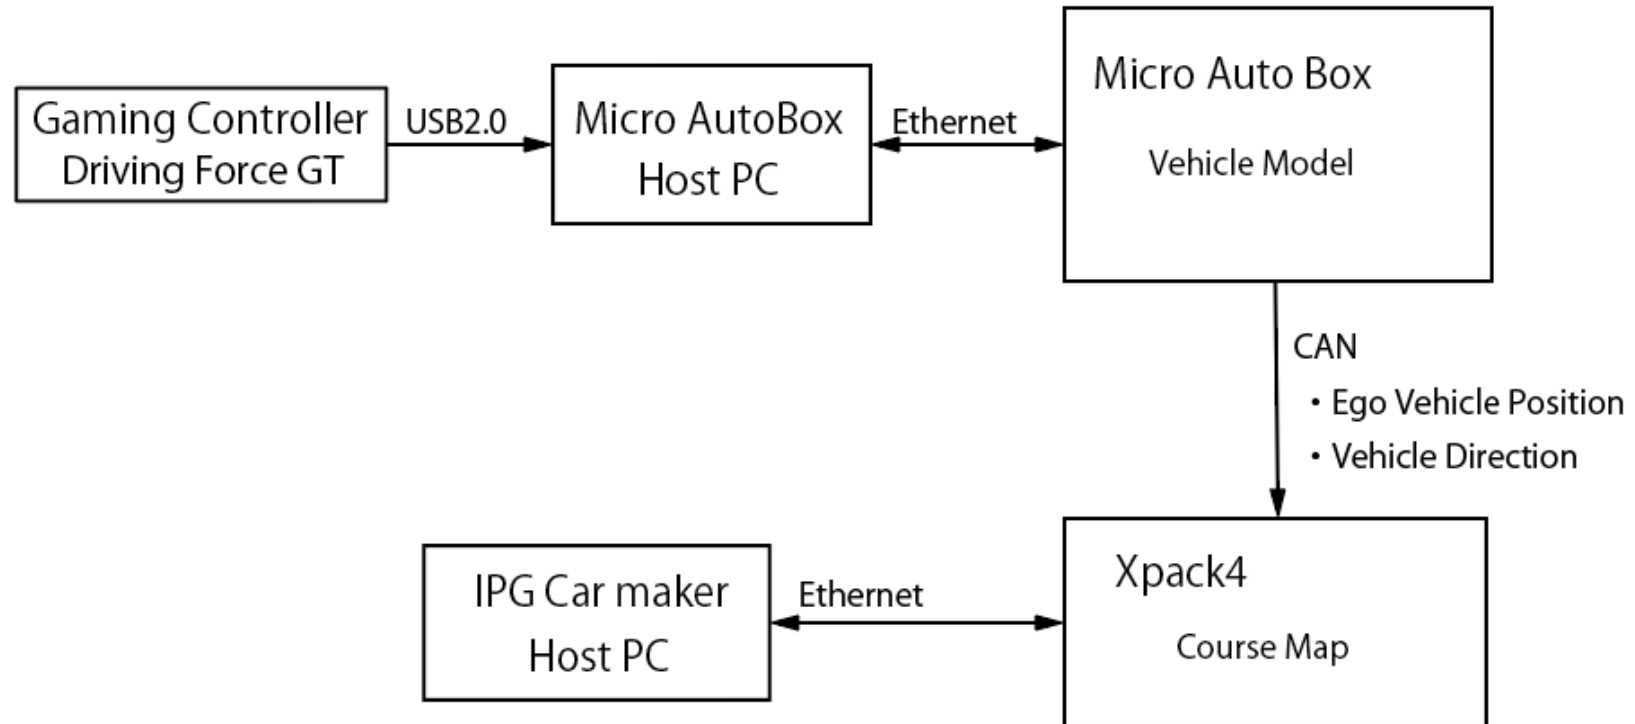 Gaming Controller
Driving Force GT
USB2.0
Micro AutoBox
Host PC
Ethernet
Micro Auto Box
Vehicle Model
CAN
・Ego Vehicle Position
・Vehicle Direction
IPG Car maker
Host PC
Ethernet
Xpack4
Course Map